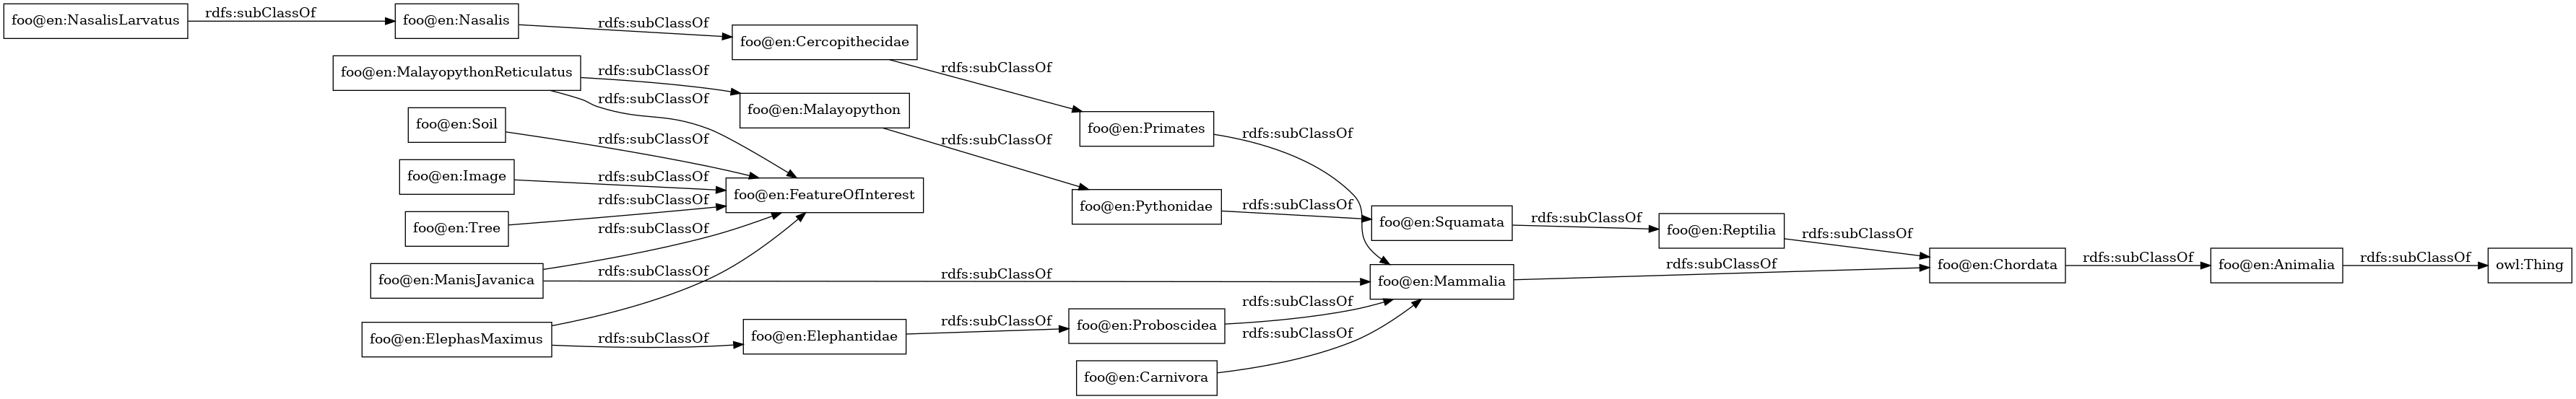 foo@en:NasalisLarvatus
rdfs:subClassOf
foo@en:Nasalis
rdfs:subClassOf
foo@en:Cercopithecidae
rdfs:subClassOf
foo@en:MalayopythonReticulatus
rdfs:subClassOf
rdfs:subClassOf
foo@en:Malayopython
rdfs:subClassOf
foo@en:Primates
rdfs:subClassOf
foo@en:Soil
rdfs:subClassOf
foo@en:Image
rdfs:subClassOf
foo@en:FeatureOfInterest
foo@en:Tree
rdfs:subClassOf
foo@en:Pythonidae
rdfs:subClassOf
foo@en:Squamata
rdfs:subClassOf
foo@en:Reptilia
rdfs:subClassOf
foo@en:ManisJavanica
rdfs:subClassOf
rdfs:subClassOf
foo@en:Mammalia
rdfs:subClassOf
foo@en:Chordata
rdfs:subClassOf
foo@en:Animalia
rdfs:subClassOf
owl:Thing
foo@en:ElephasMaximus
rdfs:subClassOf
rdfs:subClassOf
foo@en:Elephantidae
rdfs:subClassOf
foo@en:Proboscidea
rdfs:subClassOf
foo@en:Carnivora
rdfs:subClassOf